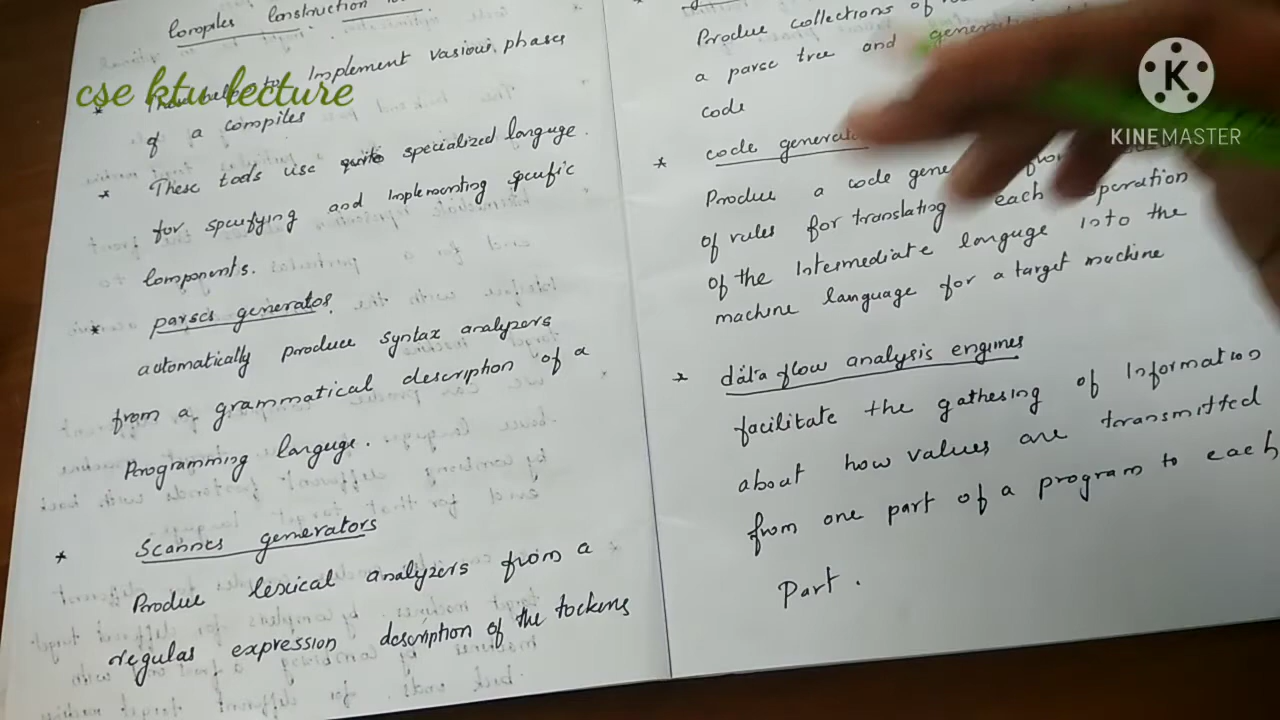 Compiler Construction
cse ktu lecture
* to Implement various phases
of a compiler
* These tools use quite specialized languge
for specifying and Implementing specific
components.
* parser generator
automatically produce syntax analyzers
from a grammatical description of a
Programming languge.
* Scanner generators
Produce lexical analyzers from a
regular expression description of the tockens
Produce collections of
a parse tree and
code
* code
Produce a code
of rules for translating each operation
of the Intermediate languge into the
machine language for a target machine
* data flow analysis engines
facilitate the gathering of Information
about how values are transmitted
from one part of a program to each
Part.
K
KINEMASTER